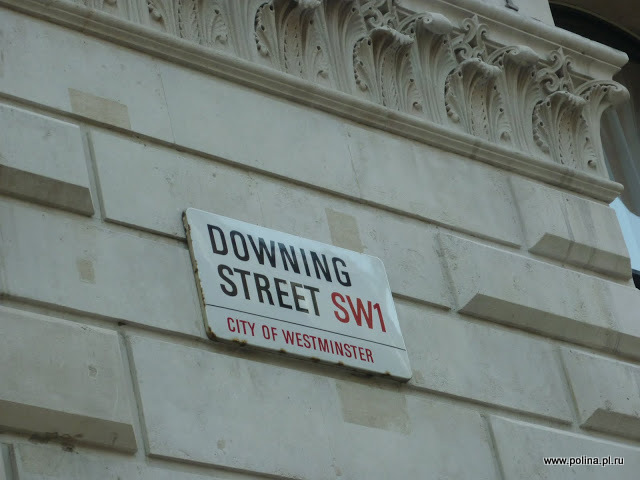 DOWNING
STREET SW1
CITY OF WESTMINSTER
www.polina.pl.ru